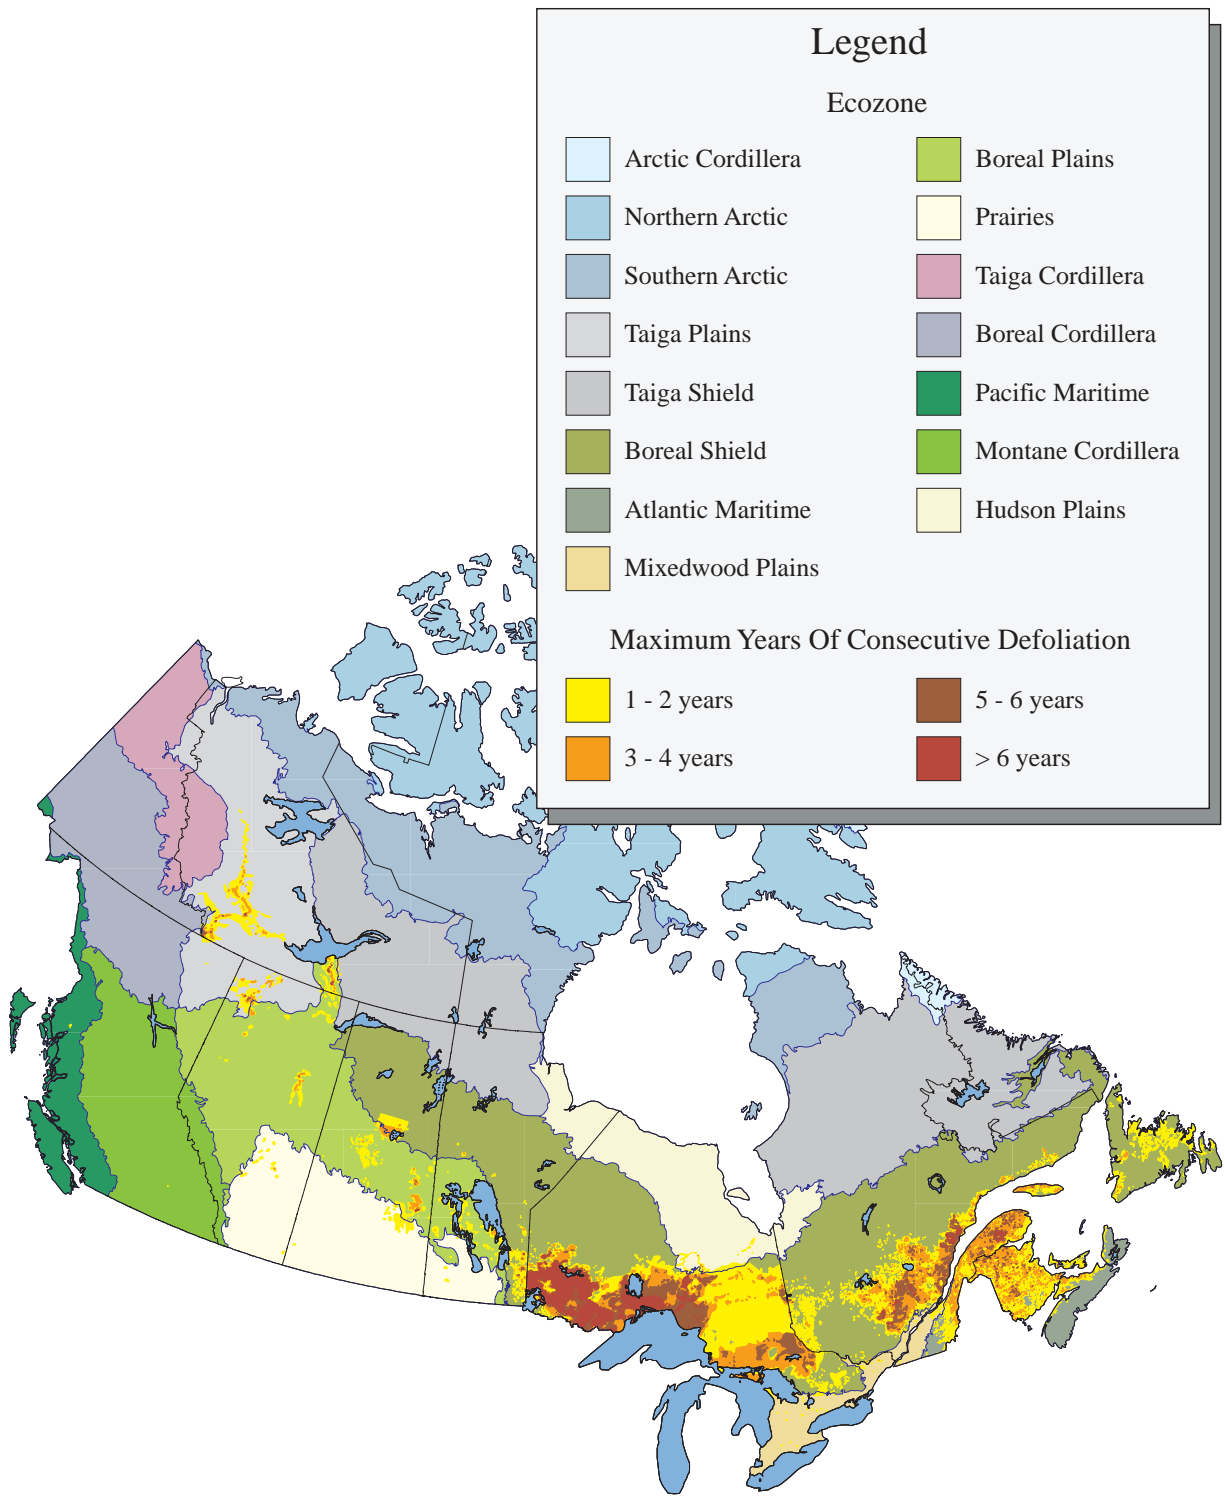 Legend
Ecozone
Arctic Cordillera
Northern Arctic
Southern Arctic
Taiga Plains
Taiga Shield
Boreal Shield
Atlantic Maritime
Mixedwood Plains
Boreal Plains
Prairies
Taiga Cordillera
Boreal Cordillera
Pacific Maritime
Montane Cordillera
Hudson Plains
Maximum Years Of Consecutive Defoliation
1 - 2 years
3 - 4 years
5 - 6 years
> 6 years